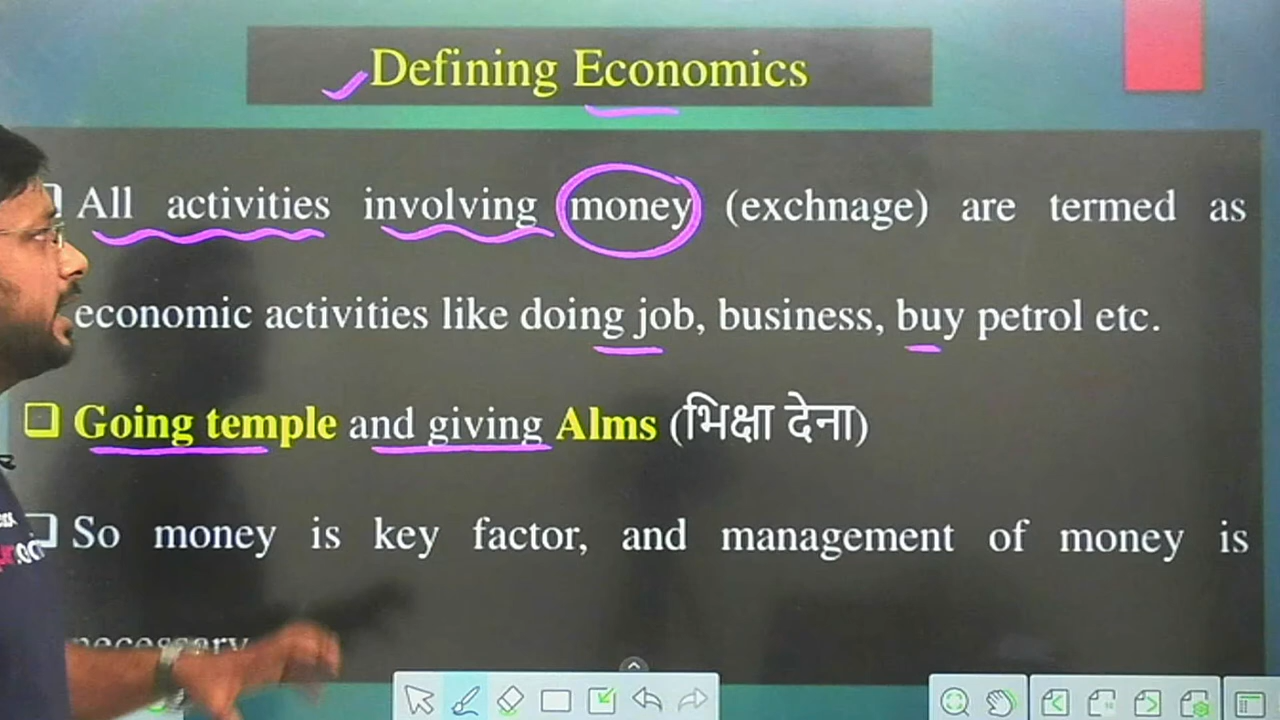 Defining Economics
All activities involving money (exchnage) are termed as
economic activities like doing job, business, buy petrol etc.
Going temple and giving Alms (भिक्षा देना)
So money is key factor, and management of money is
necessary